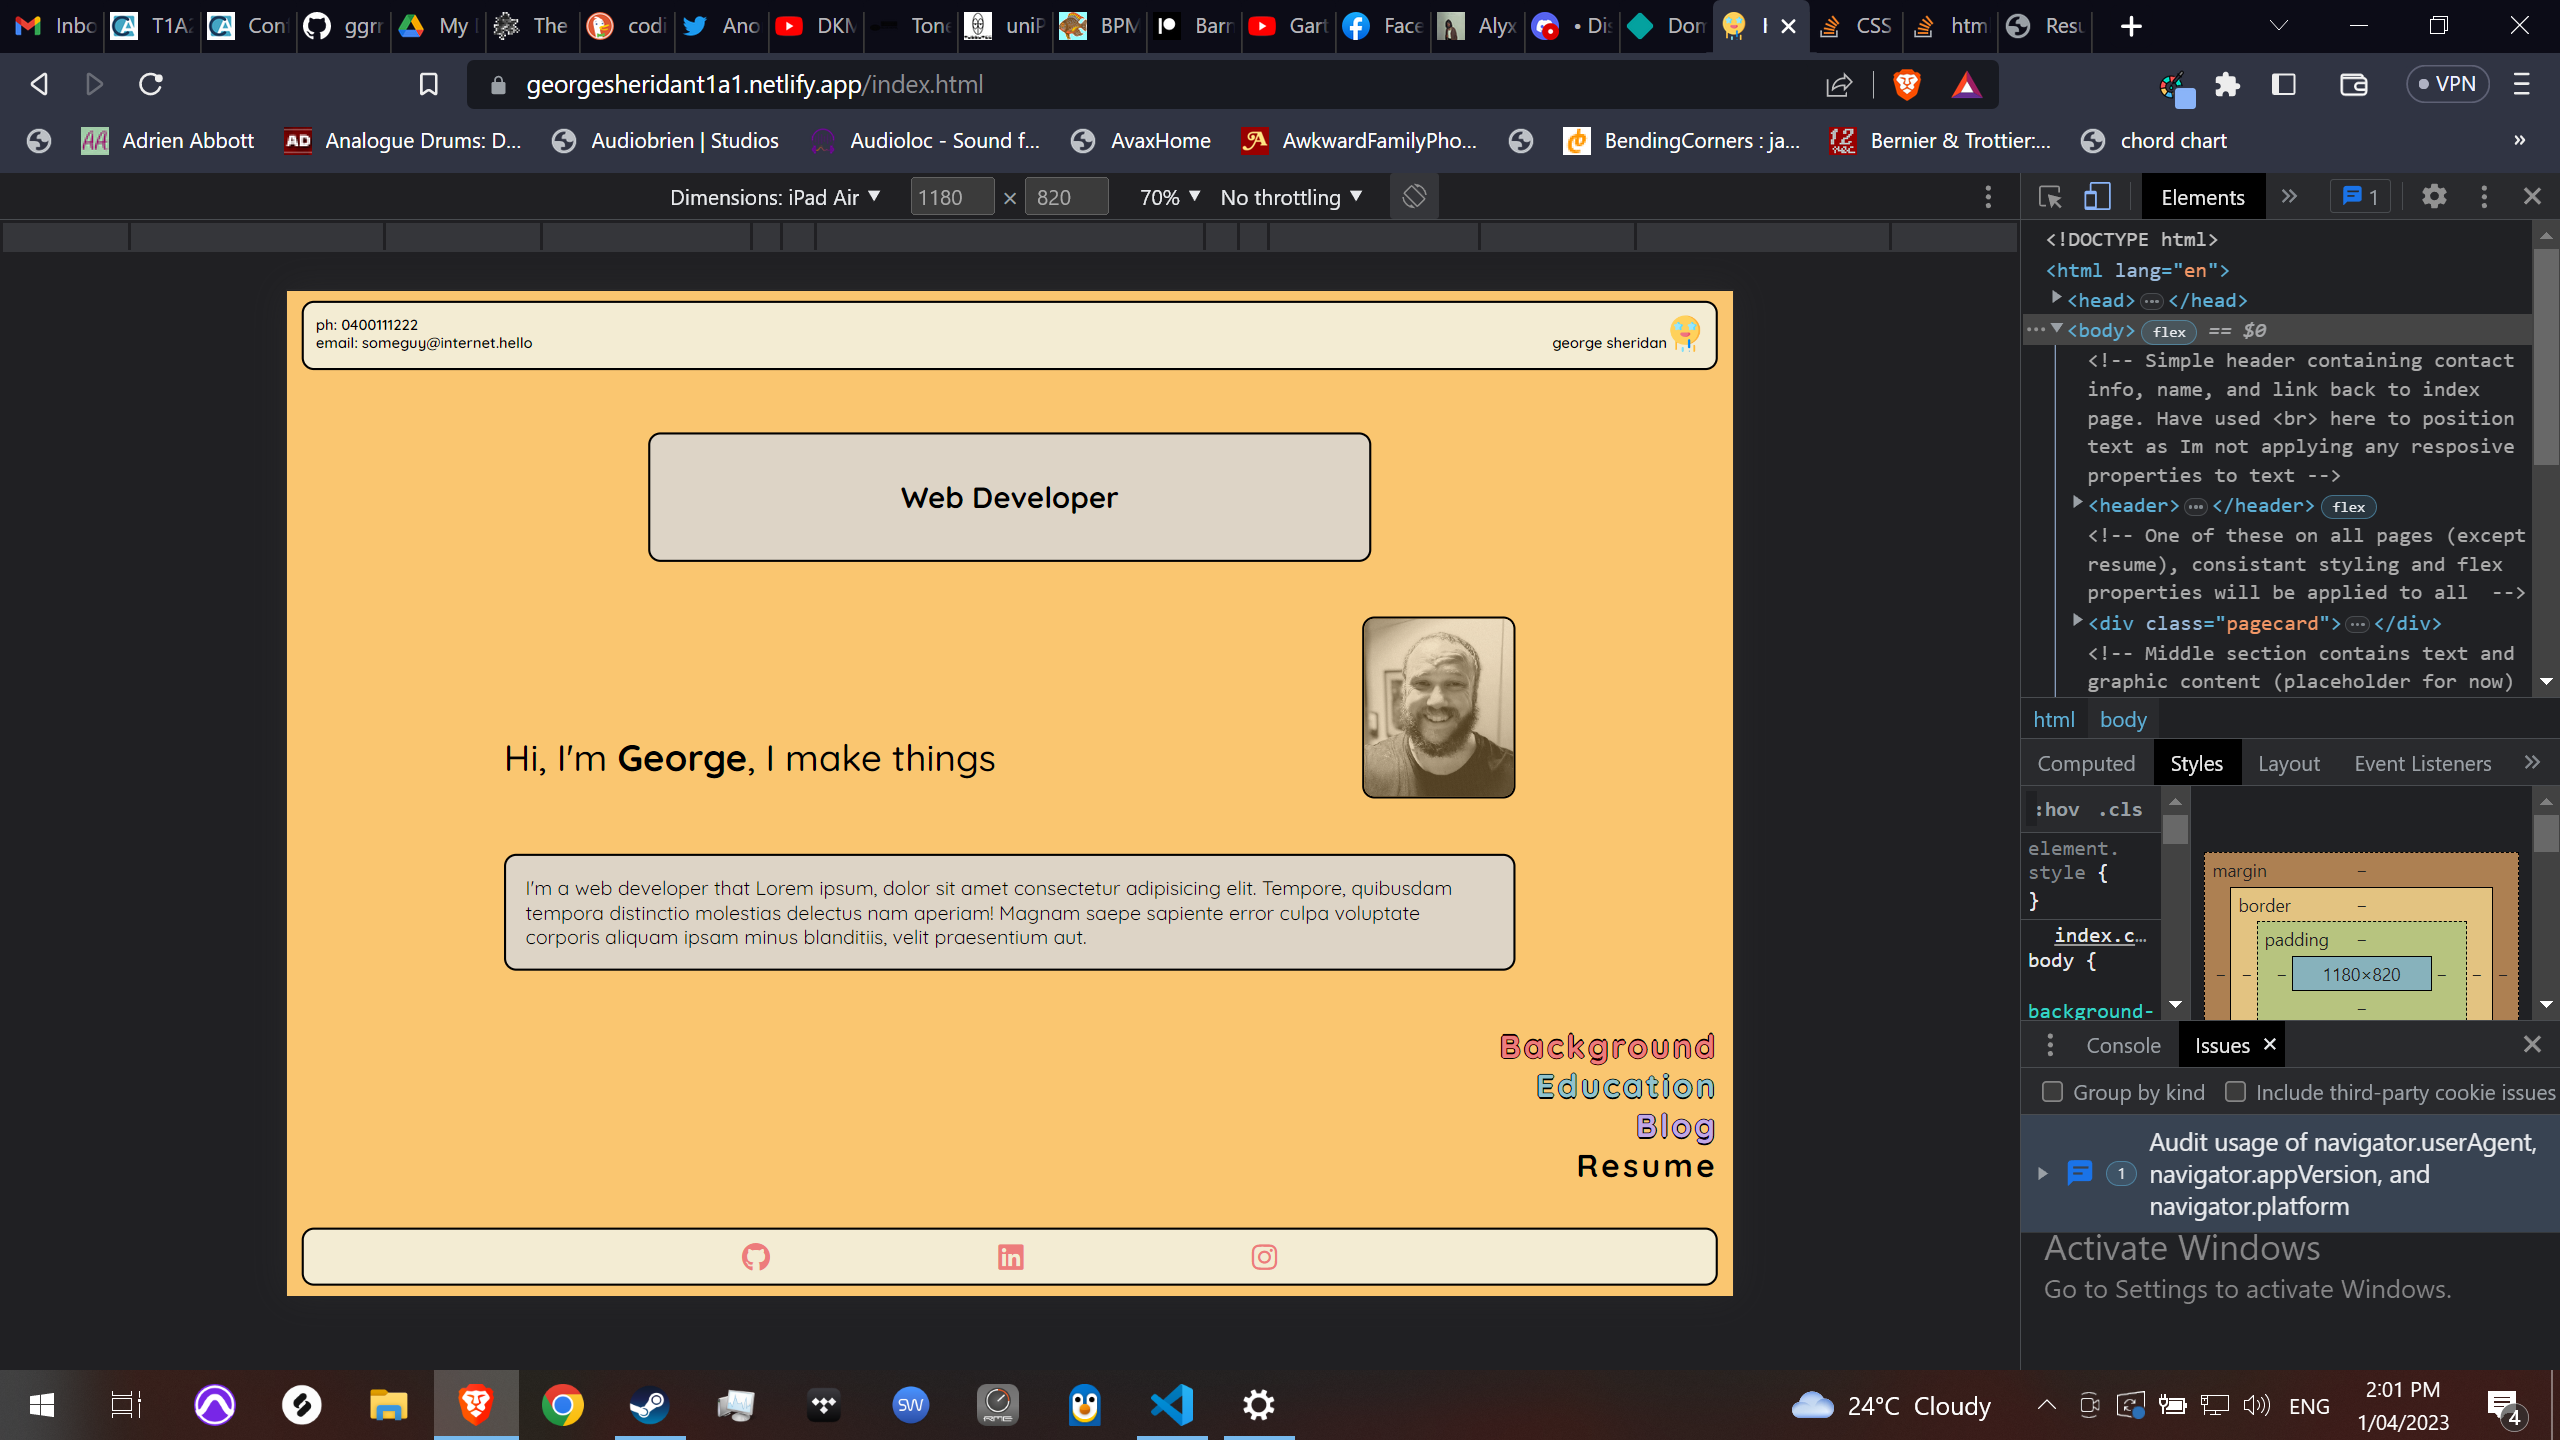 Inbo
T1A2
Con
ggrr
My
The
codi
Ano
DKM
Tone
uniP
BPM
Barr
Gart
Face
Alyx
• Dis
Don
CSS
htm
Resu
georgesheridant1a1.netlify.app/index.html
VPN
Adrien Abbott
AD Analogue Drums: D...
Audiobrien | Studios
Audioloc - Sound f...
AvaxHome
AwkwardFamilyPho...
BendingCorners : ja...
Bernier & Trottier:...
chord chart
»
Dimensions: iPad Air ▼ 1180 × 820 70% ▼ No throttling ▼
Elements » 1
ph: 0400111222
email: someguy@internet.hello
george sheridan
Web Developer
Hi, I'm George, I make things
I'm a web developer that Lorem ipsum, dolor sit amet consectetur adipisicing elit. Tempore, quibusdam
tempora distinctio molestias delectus nam aperiam! Magnam saepe sapiente error culpa voluptate
corporis aliquam ipsam minus blanditiis, velit praesentium aut.
Background
Education
Blog
Resume
<!DOCTYPE html>
<html lang="en">
<head>…</head>
<body> flex == $0
<!-- Simple header containing contact
info, name, and link back to index
page. Have used <br> here to position
text as Im not applying any resposive
properties to text -->
<header>…</header> flex
<!-- One of these on all pages (except
resume), consistant styling and flex
properties will be applied to all -->
<div class="pagecard">…</div>
<!-- Middle section contains text and
graphic content (placeholder for now)
html body
Computed Styles Layout Event Listeners »
:hov .cls
element.
style {
}
index.c…
body {
background-
margin –
border –
padding –
– – – 1180×820 – – –
–
Console Issues ×
Group by kind Include third-party cookie issues
1 Audit usage of navigator.userAgent,
navigator.appVersion, and
navigator.platform
Activate Windows
Go to Settings to activate Windows.
SW
RME
24°C Cloudy
ENG
2:01 PM
1/04/2023
4